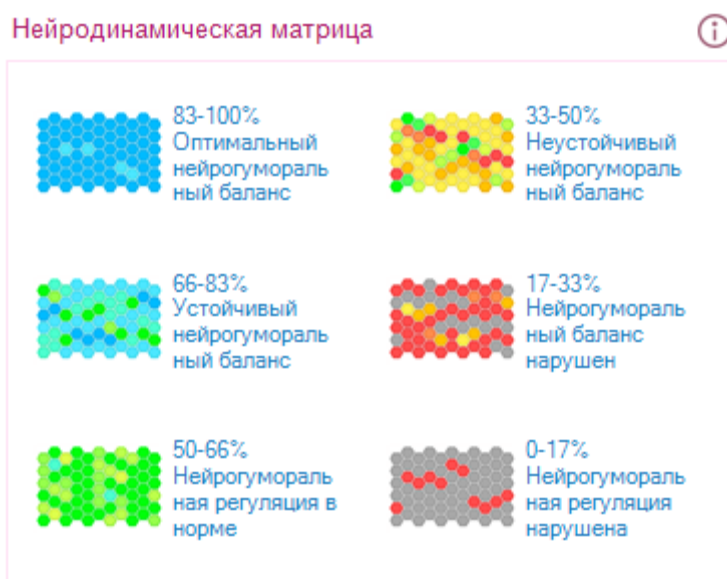 Нейродинамическая матрица
83-100%
Оптимальный
нейрогумораль
ный баланс
33-50%
Неустойчивый
нейрогумораль
ный баланс
66-83%
Устойчивый
нейрогумораль
ный баланс
17-33%
Нейрогумораль
ный баланс
нарушен
50-66%
Нейрогумораль
ная регуляция в
норме
0-17%
Нейрогумораль
ная регуляция
нарушена